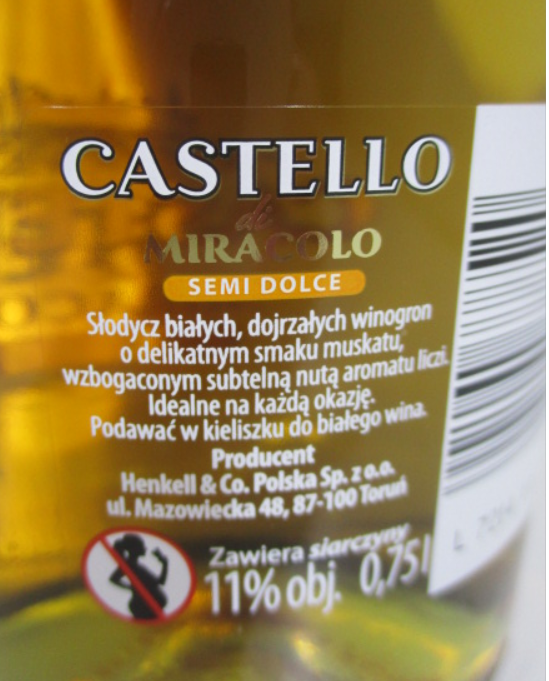 CASTELLO
di
MIRACOLO
SEMI DOLCE
Słodycz białych, dojrzałych winogron
o delikatnym smaku muskatu,
wzbogaconym subtelną nutą aromatu liczi.
Idealne na każdą okazję.
Podawać w kieliszku do białego wina.
Producent
Henkell & Co. Polska Sp. z o.o.
ul. Mazowiecka 48, 87-100 Toruń
Zawiera siarczyny
11% obj. 0,75 l
L